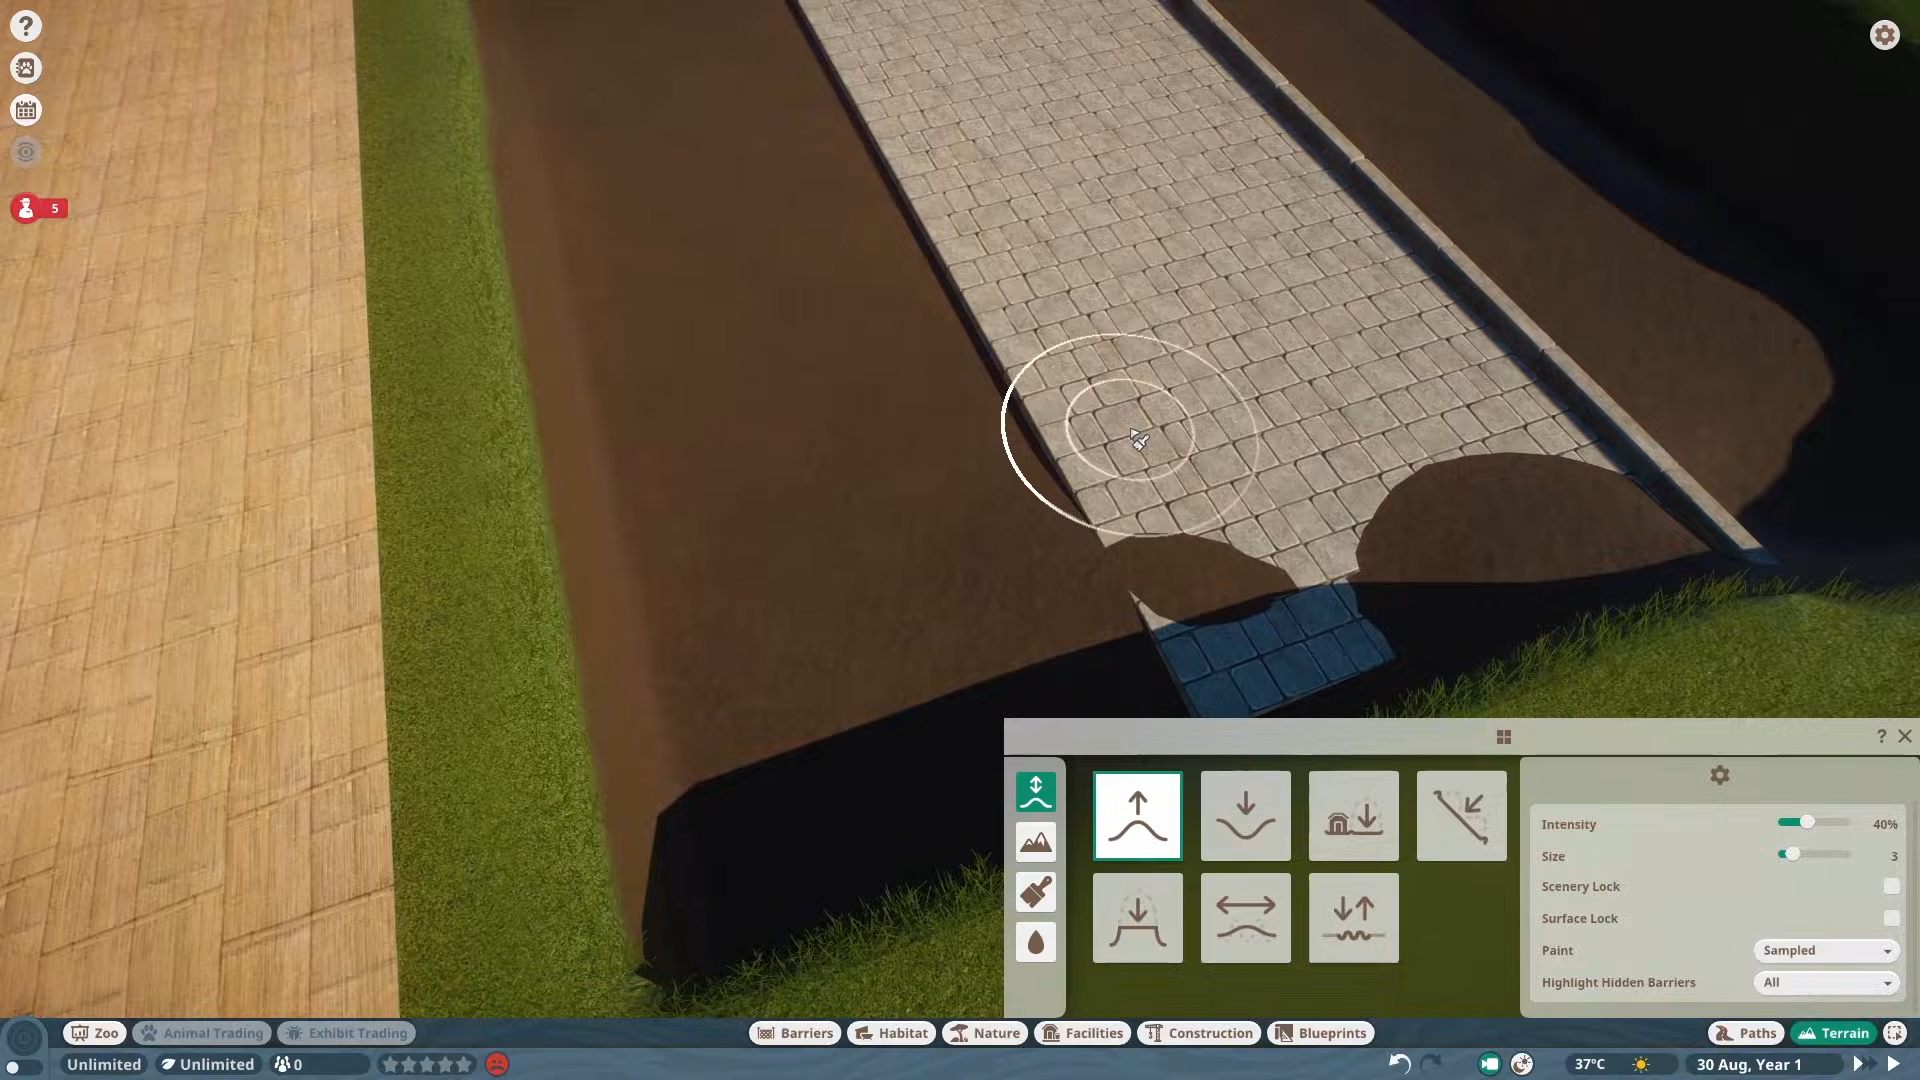 ?
5
?
Intensity 40%
Size 3
Scenery Lock
Surface Lock
Paint Sampled
Highlight Hidden Barriers All
Zoo Animal Trading Exhibit Trading Barriers Habitat Nature Facilities Construction Blueprints Paths Terrain
Unlimited Unlimited 0 37°C 30 Aug, Year 1